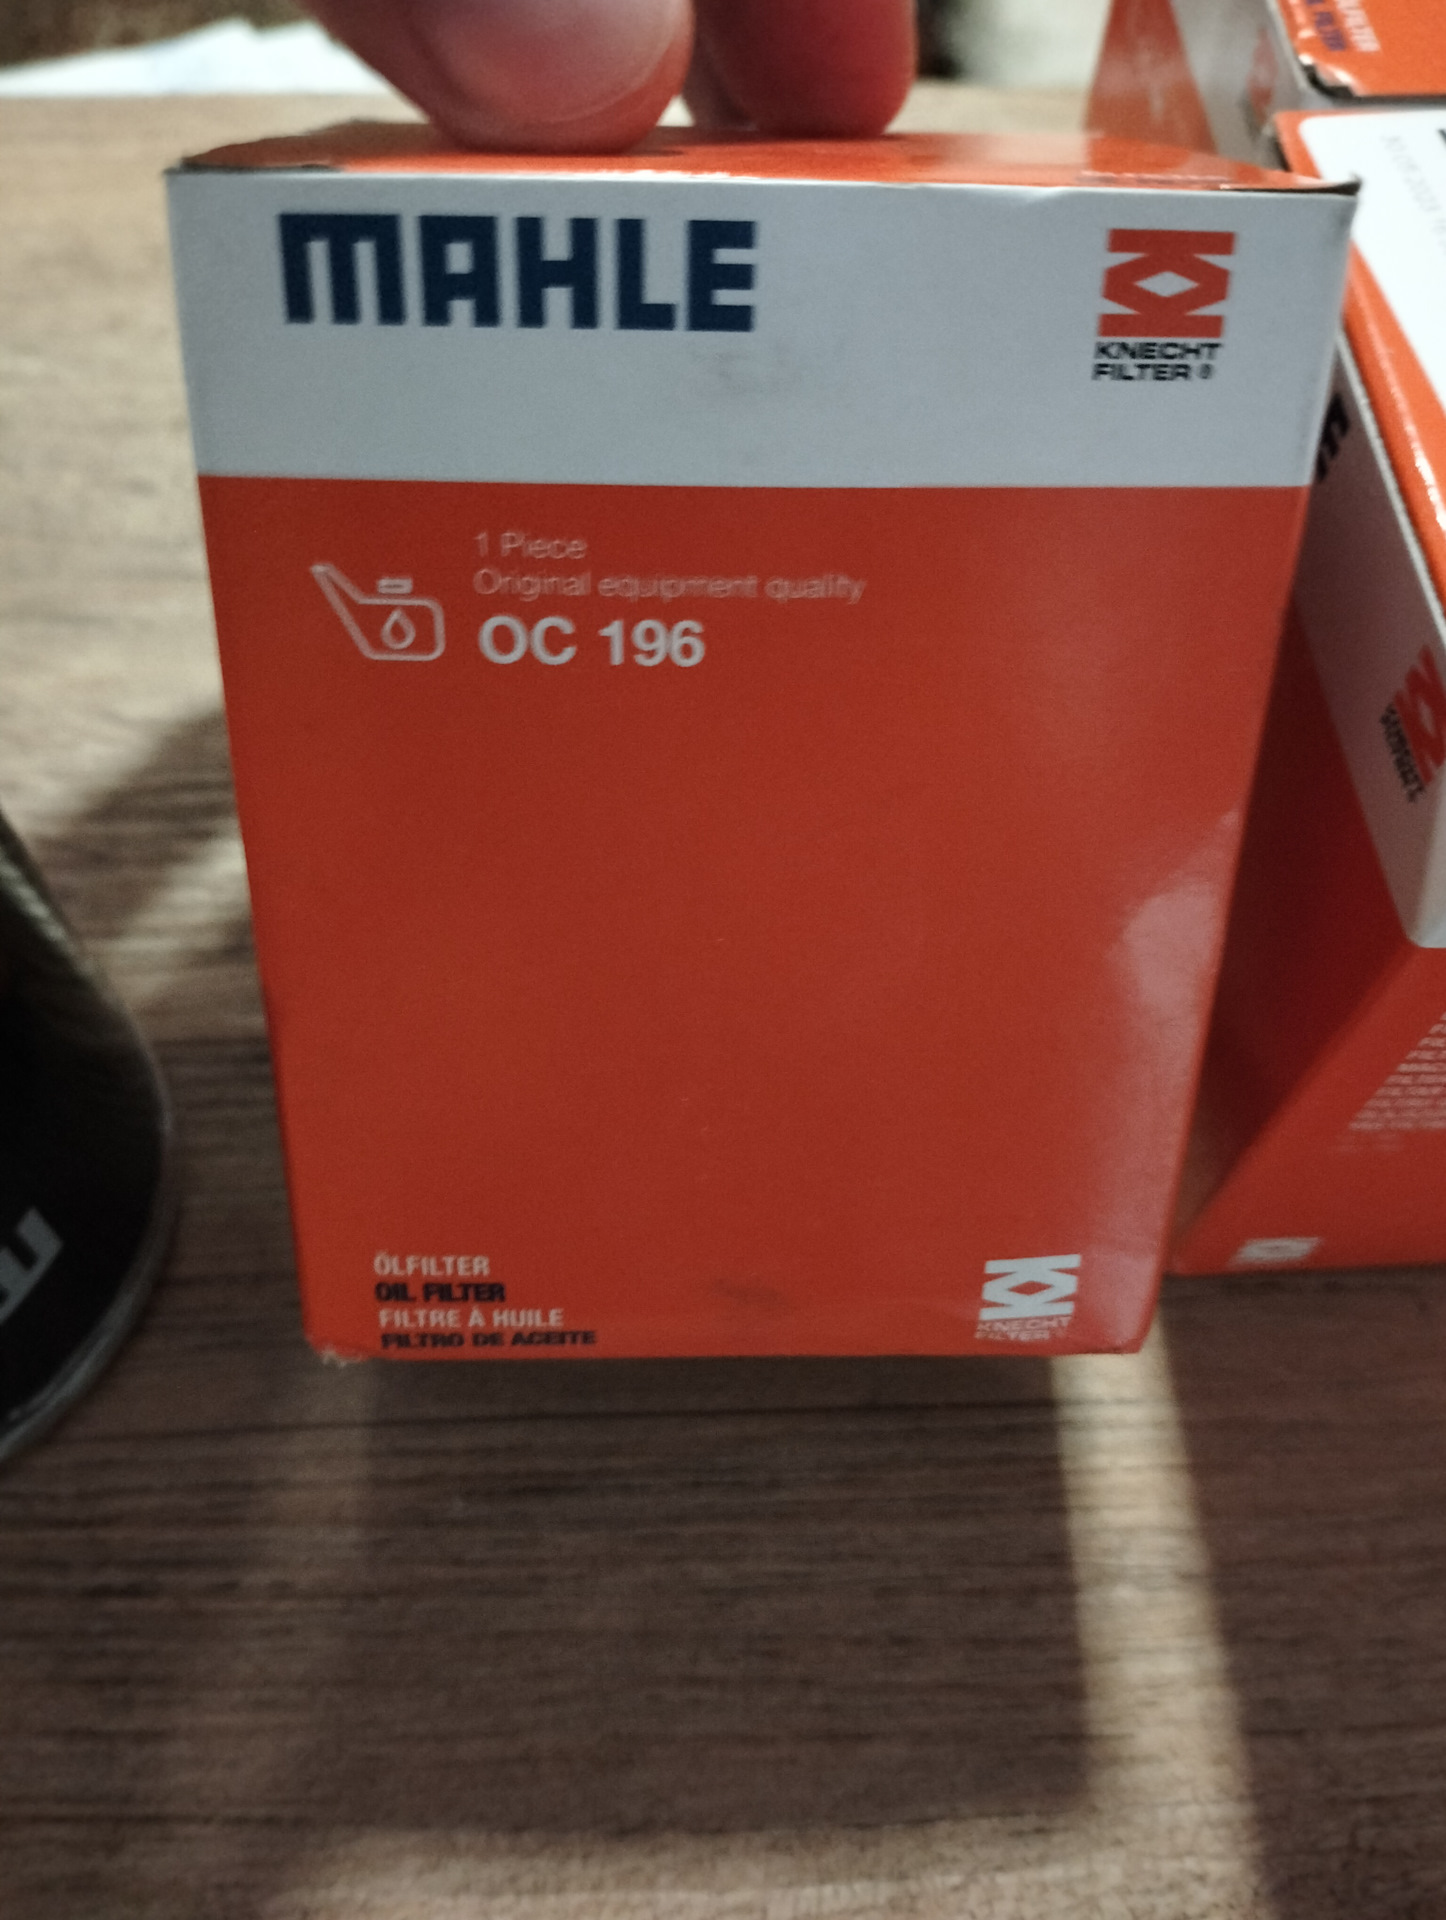 MAHLE
KNECHT
FILTER®
1 Piece
Original equipment quality
OC 196
ÖLFILTER
OIL FILTER
FILTRE À HUILE
FILTRO DE ACEITE
KNECHT
FILTER